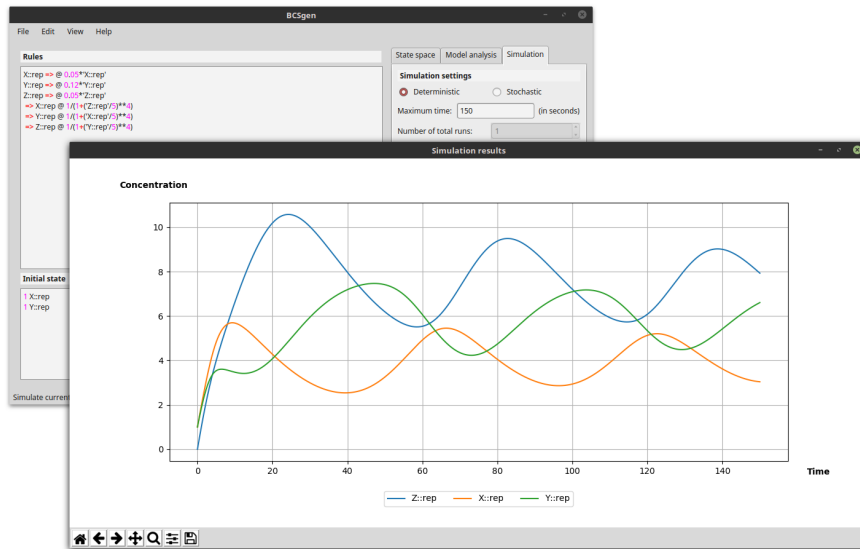 BCSgen
File Edit View Help
Rules
X::rep => @ 0.05*'X::rep'
Y::rep => @ 0.12*'Y::rep'
Z::rep => @ 0.05*'Z::rep'
=> X::rep @ 1/(1+('Z::rep'/5)**4)
=> Y::rep @ 1/(1+('X::rep'/5)**4)
=> Z::rep @ 1/(1+('Y::rep'/5)**4)
State space Model analysis Simulation
Simulation settings
Deterministic Stochastic
Maximum time: 150 (in seconds)
Number of total runs: 1
Initial state
1 X::rep
1 Y::rep
Simulate current
Simulation results
Concentration
10
8
6
4
2
0
0 20 40 60 80 100 120 140
Time
Z::rep X::rep Y::rep